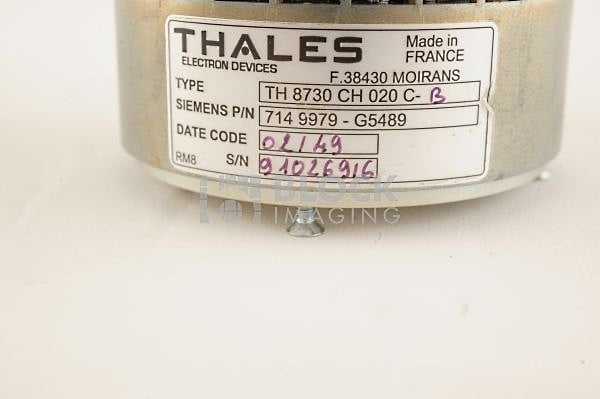 THALES
ELECTRON DEVICES
Made in
FRANCE
F.38430 MOIRANS
TYPE TH 8730 CH 020 C- B
SIEMENS P/N 714 9979 - G5489
DATE CODE 02/49
RM8 S/N 91026916
BLOCK
IMAGING